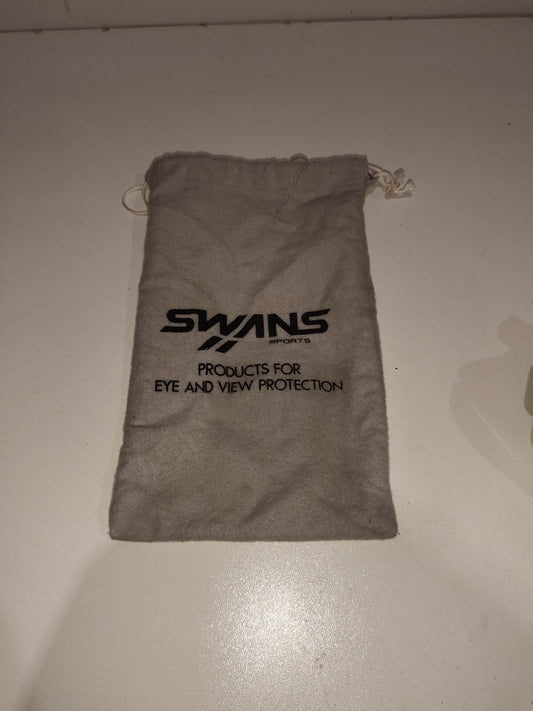 SWANS
SPORTS
PRODUCTS FOR
EYE AND VIEW PROTECTION